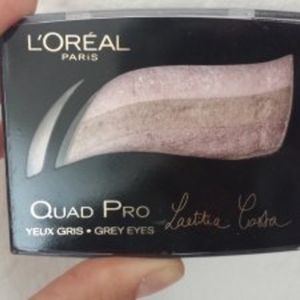 L'ORÉAL
PARIS
QUAD PRO
Laetitia Casta
YEUX GRIS • GREY EYES